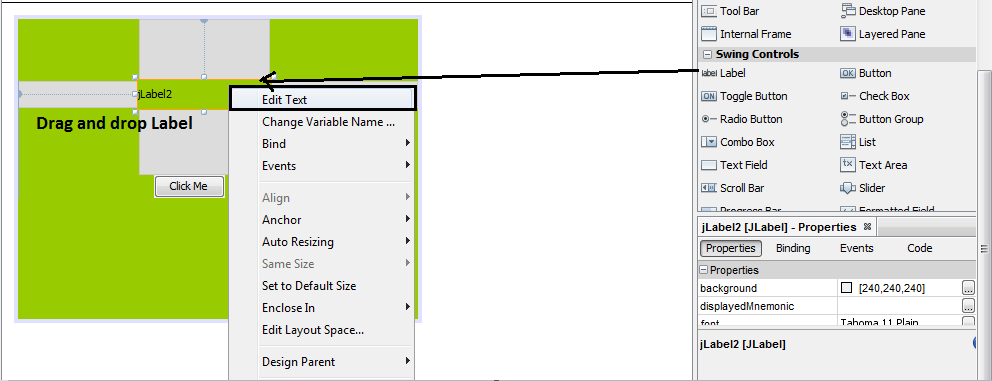 jLabel2
Drag and drop Label
Click Me
Edit Text
Change Variable Name ...
Bind
Events
Align
Anchor
Auto Resizing
Same Size
Set to Default Size
Enclose In
Edit Layout Space...
Design Parent
Tool Bar
Desktop Pane
Internal Frame
Layered Pane
Swing Controls
label Label
OK Button
ON Toggle Button
Check Box
Radio Button
Button Group
Combo Box
List
Text Field
tx Text Area
Scroll Bar
Slider
Progress Bar
Formatted Field
jLabel2 [JLabel] - Properties
Properties Binding Events Code
Properties
background [240,240,240] ...
displayedMnemonic ...
font Tahoma 11 Plain ...
jLabel2 [JLabel]